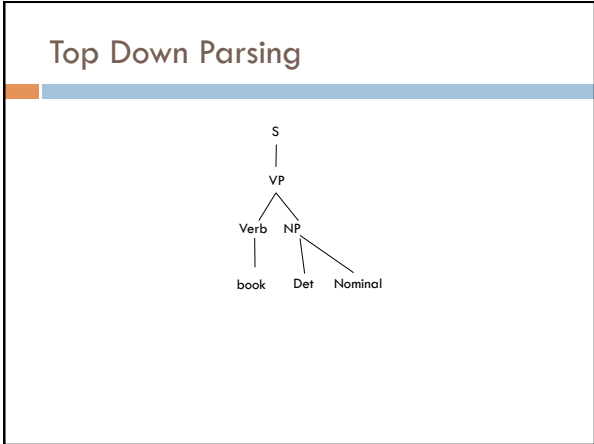 Top Down Parsing
S
VP
Verb NP
book Det Nominal